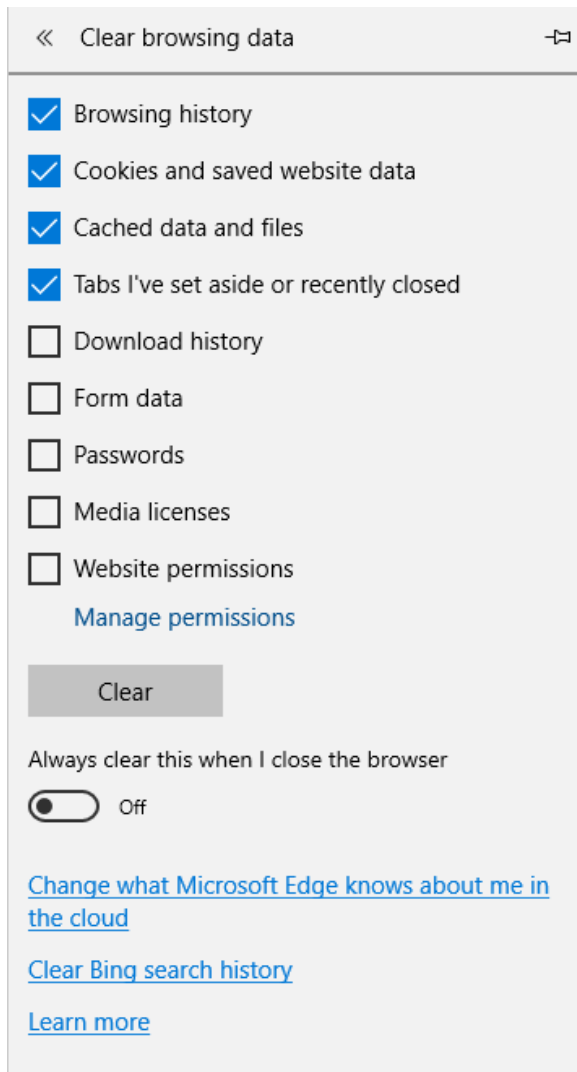 Clear browsing data
Browsing history
Cookies and saved website data
Cached data and files
Tabs I've set aside or recently closed
Download history
Form data
Passwords
Media licenses
Website permissions
Manage permissions
Clear
Always clear this when I close the browser
Off
Change what Microsoft Edge knows about me in
the cloud
Clear Bing search history
Learn more